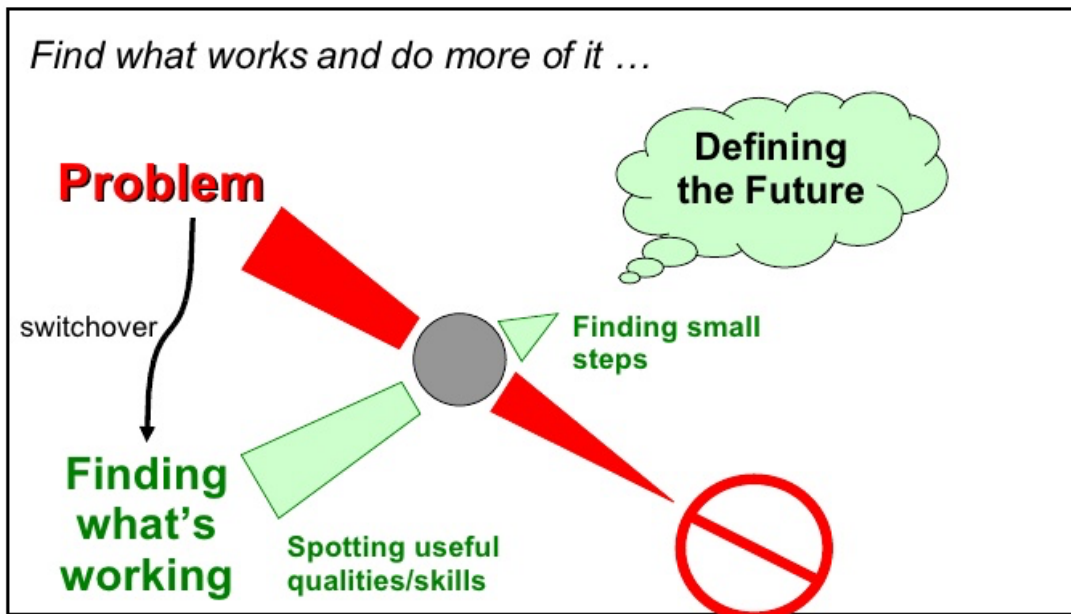 Find what works and do more of it …
Problem
Defining
the Future
switchover
Finding small
steps
Finding
what's
working
Spotting useful
qualities/skills